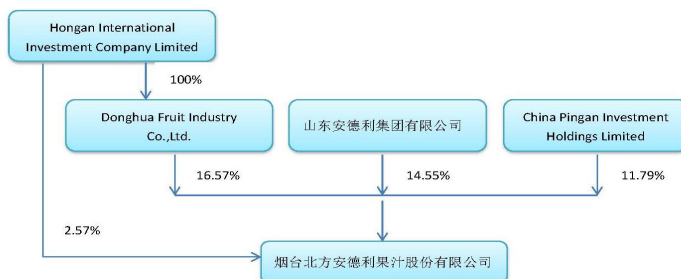 Hongan International
Investment Company Limited
100%
Donghua Fruit Industry
Co.,Ltd.
山东安德利集团有限公司
China Pingan Investment
Holdings Limited
16.57%
14.55%
11.79%
2.57%
烟台北方安德利果汁股份有限公司